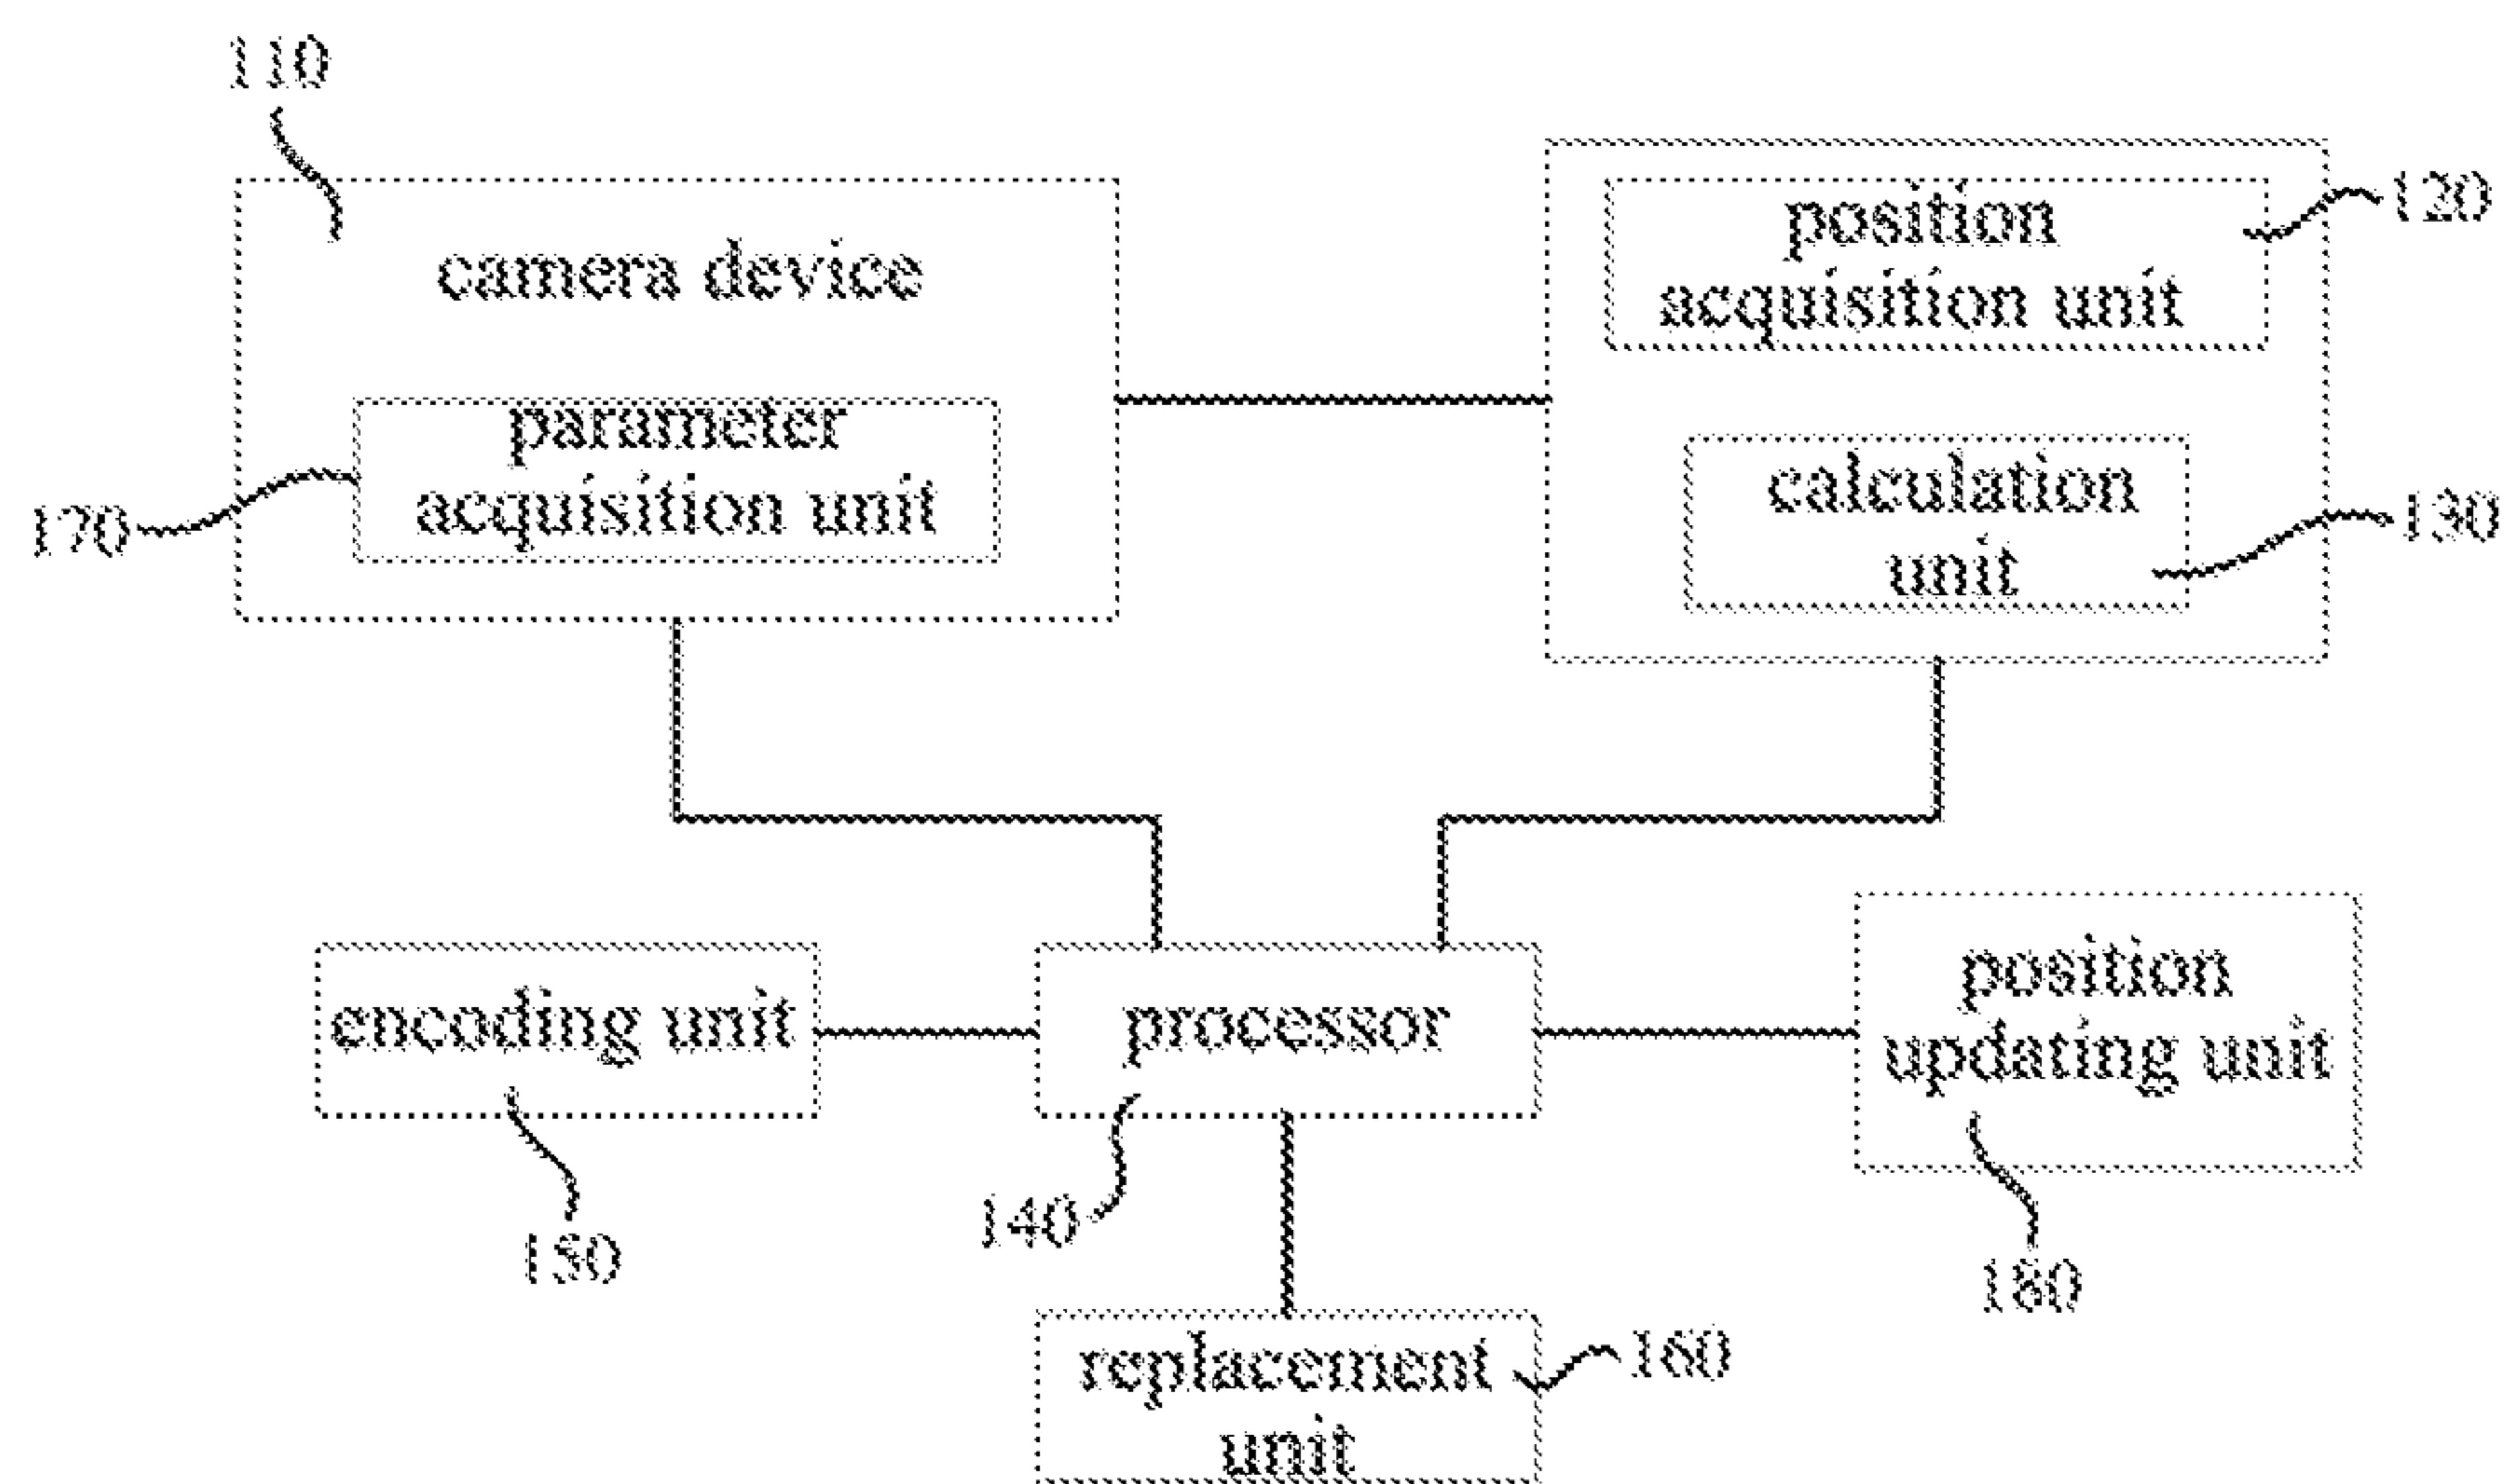 110
camera device
position
acquisition unit
120
parameter
acquisition unit
170
calculation
unit
130
encoding unit
processor
position
updating unit
150
140
180
replacement
unit
160